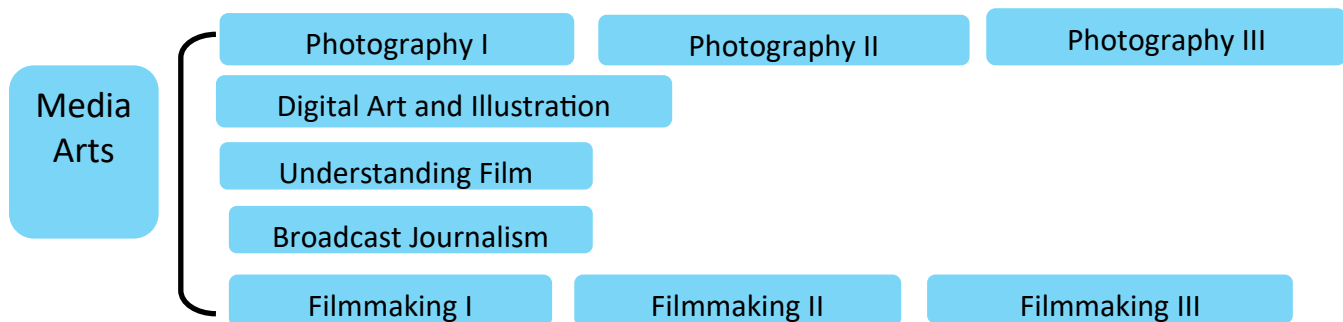 Media
Arts
Photography I
Photography II
Photography III
Digital Art and Illustration
Understanding Film
Broadcast Journalism
Filmmaking I
Filmmaking II
Filmmaking III